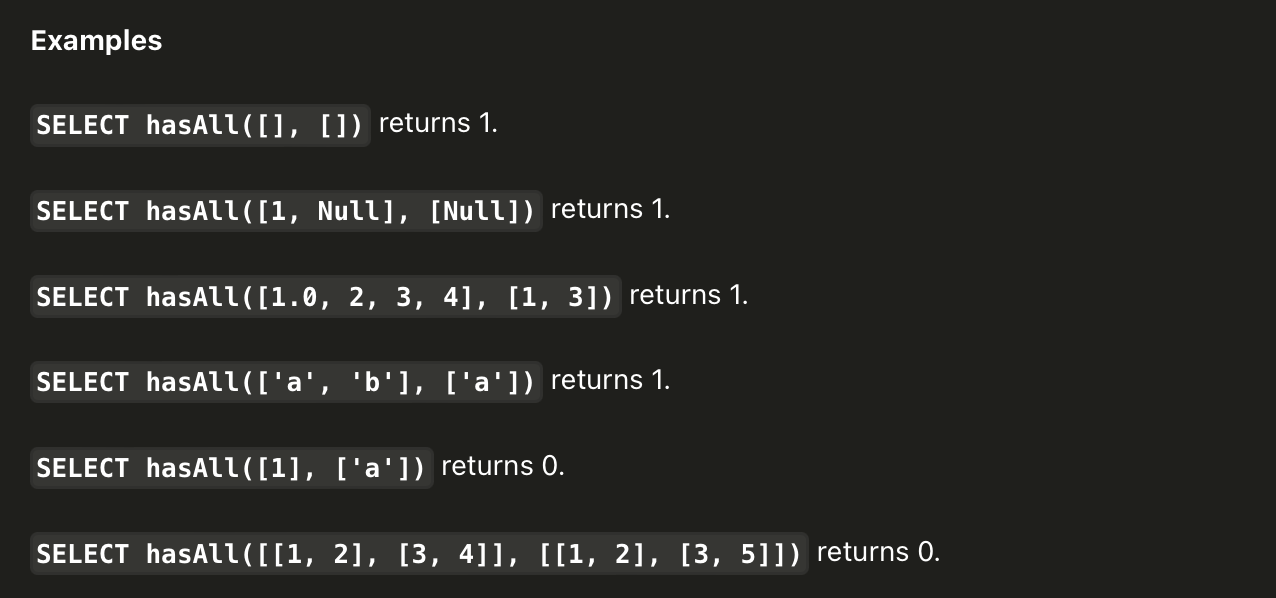 Examples
SELECT hasAll([], []) returns 1.
SELECT hasAll([1, Null], [Null]) returns 1.
SELECT hasAll([1.0, 2, 3, 4], [1, 3]) returns 1.
SELECT hasAll(['a', 'b'], ['a']) returns 1.
SELECT hasAll([1], ['a']) returns 0.
SELECT hasAll([[1, 2], [3, 4]], [[1, 2], [3, 5]]) returns 0.